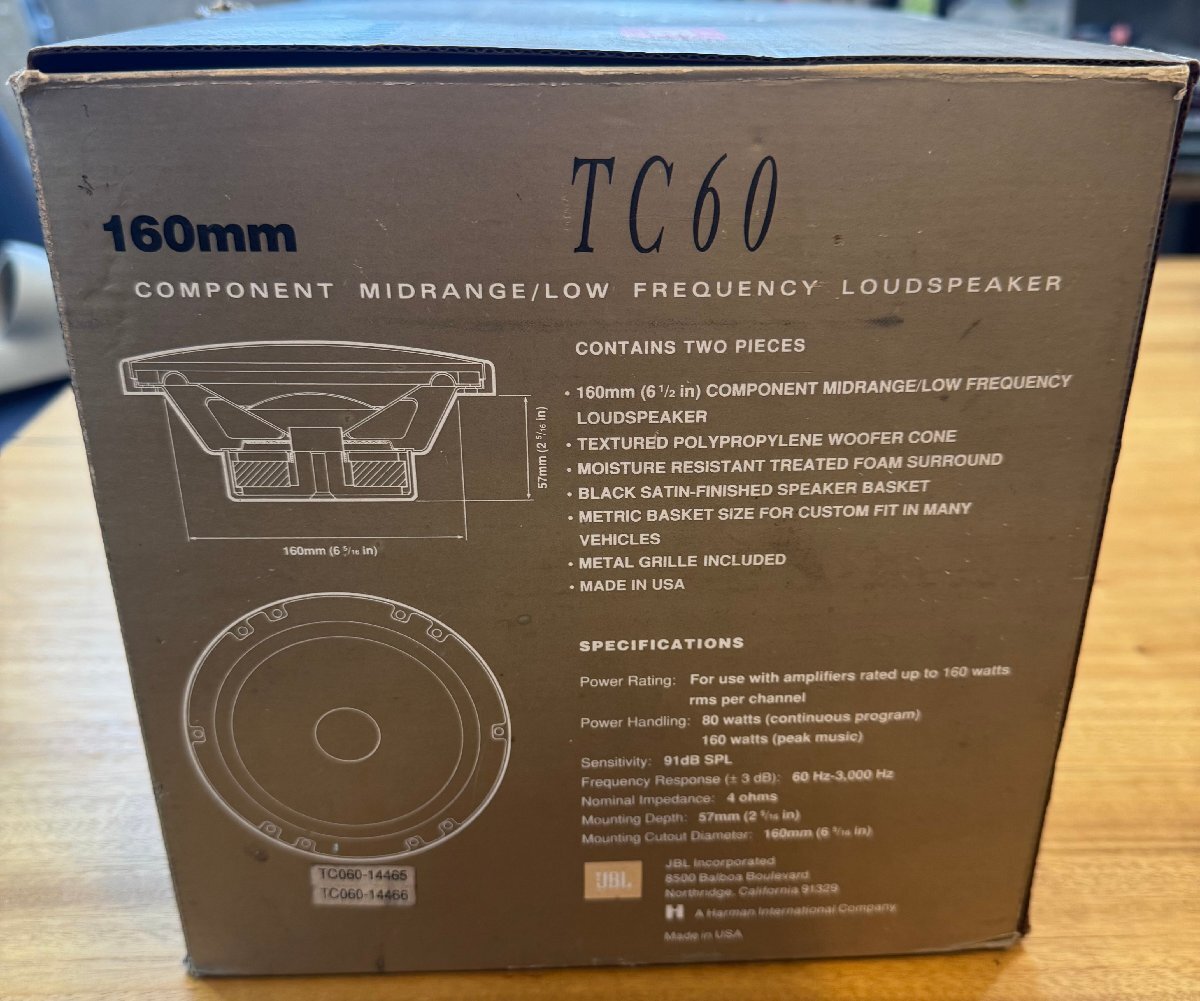 TC60
160mm
COMPONENT MIDRANGE/LOW FREQUENCY LOUDSPEAKER
CONTAINS TWO PIECES
• 160mm (6 1/2 in) COMPONENT MIDRANGE/LOW FREQUENCY
LOUDSPEAKER
• TEXTURED POLYPROPYLENE WOOFER CONE
• MOISTURE RESISTANT TREATED FOAM SURROUND
• BLACK SATIN-FINISHED SPEAKER BASKET
• METRIC BASKET SIZE FOR CUSTOM FIT IN MANY
VEHICLES
• METAL GRILLE INCLUDED
• MADE IN USA
57mm (2 5/16 in)
160mm (6 5/16 in)
SPECIFICATIONS
Power Rating: For use with amplifiers rated up to 160 watts
rms per channel
Power Handling: 80 watts (continuous program)
160 watts (peak music)
Sensitivity: 91dB SPL
Frequency Response (± 3 dB): 60 Hz-3,000 Hz
Nominal Impedance: 4 ohms
Mounting Depth: 57mm (2 5/16 in)
Mounting Cutout Diameter: 160mm (6 5/16 in)
TC060-14465
TC060-14466
JBL
JBL Incorporated
8500 Balboa Boulevard
Northridge, California 91329
H A Harman International Company
Made in USA